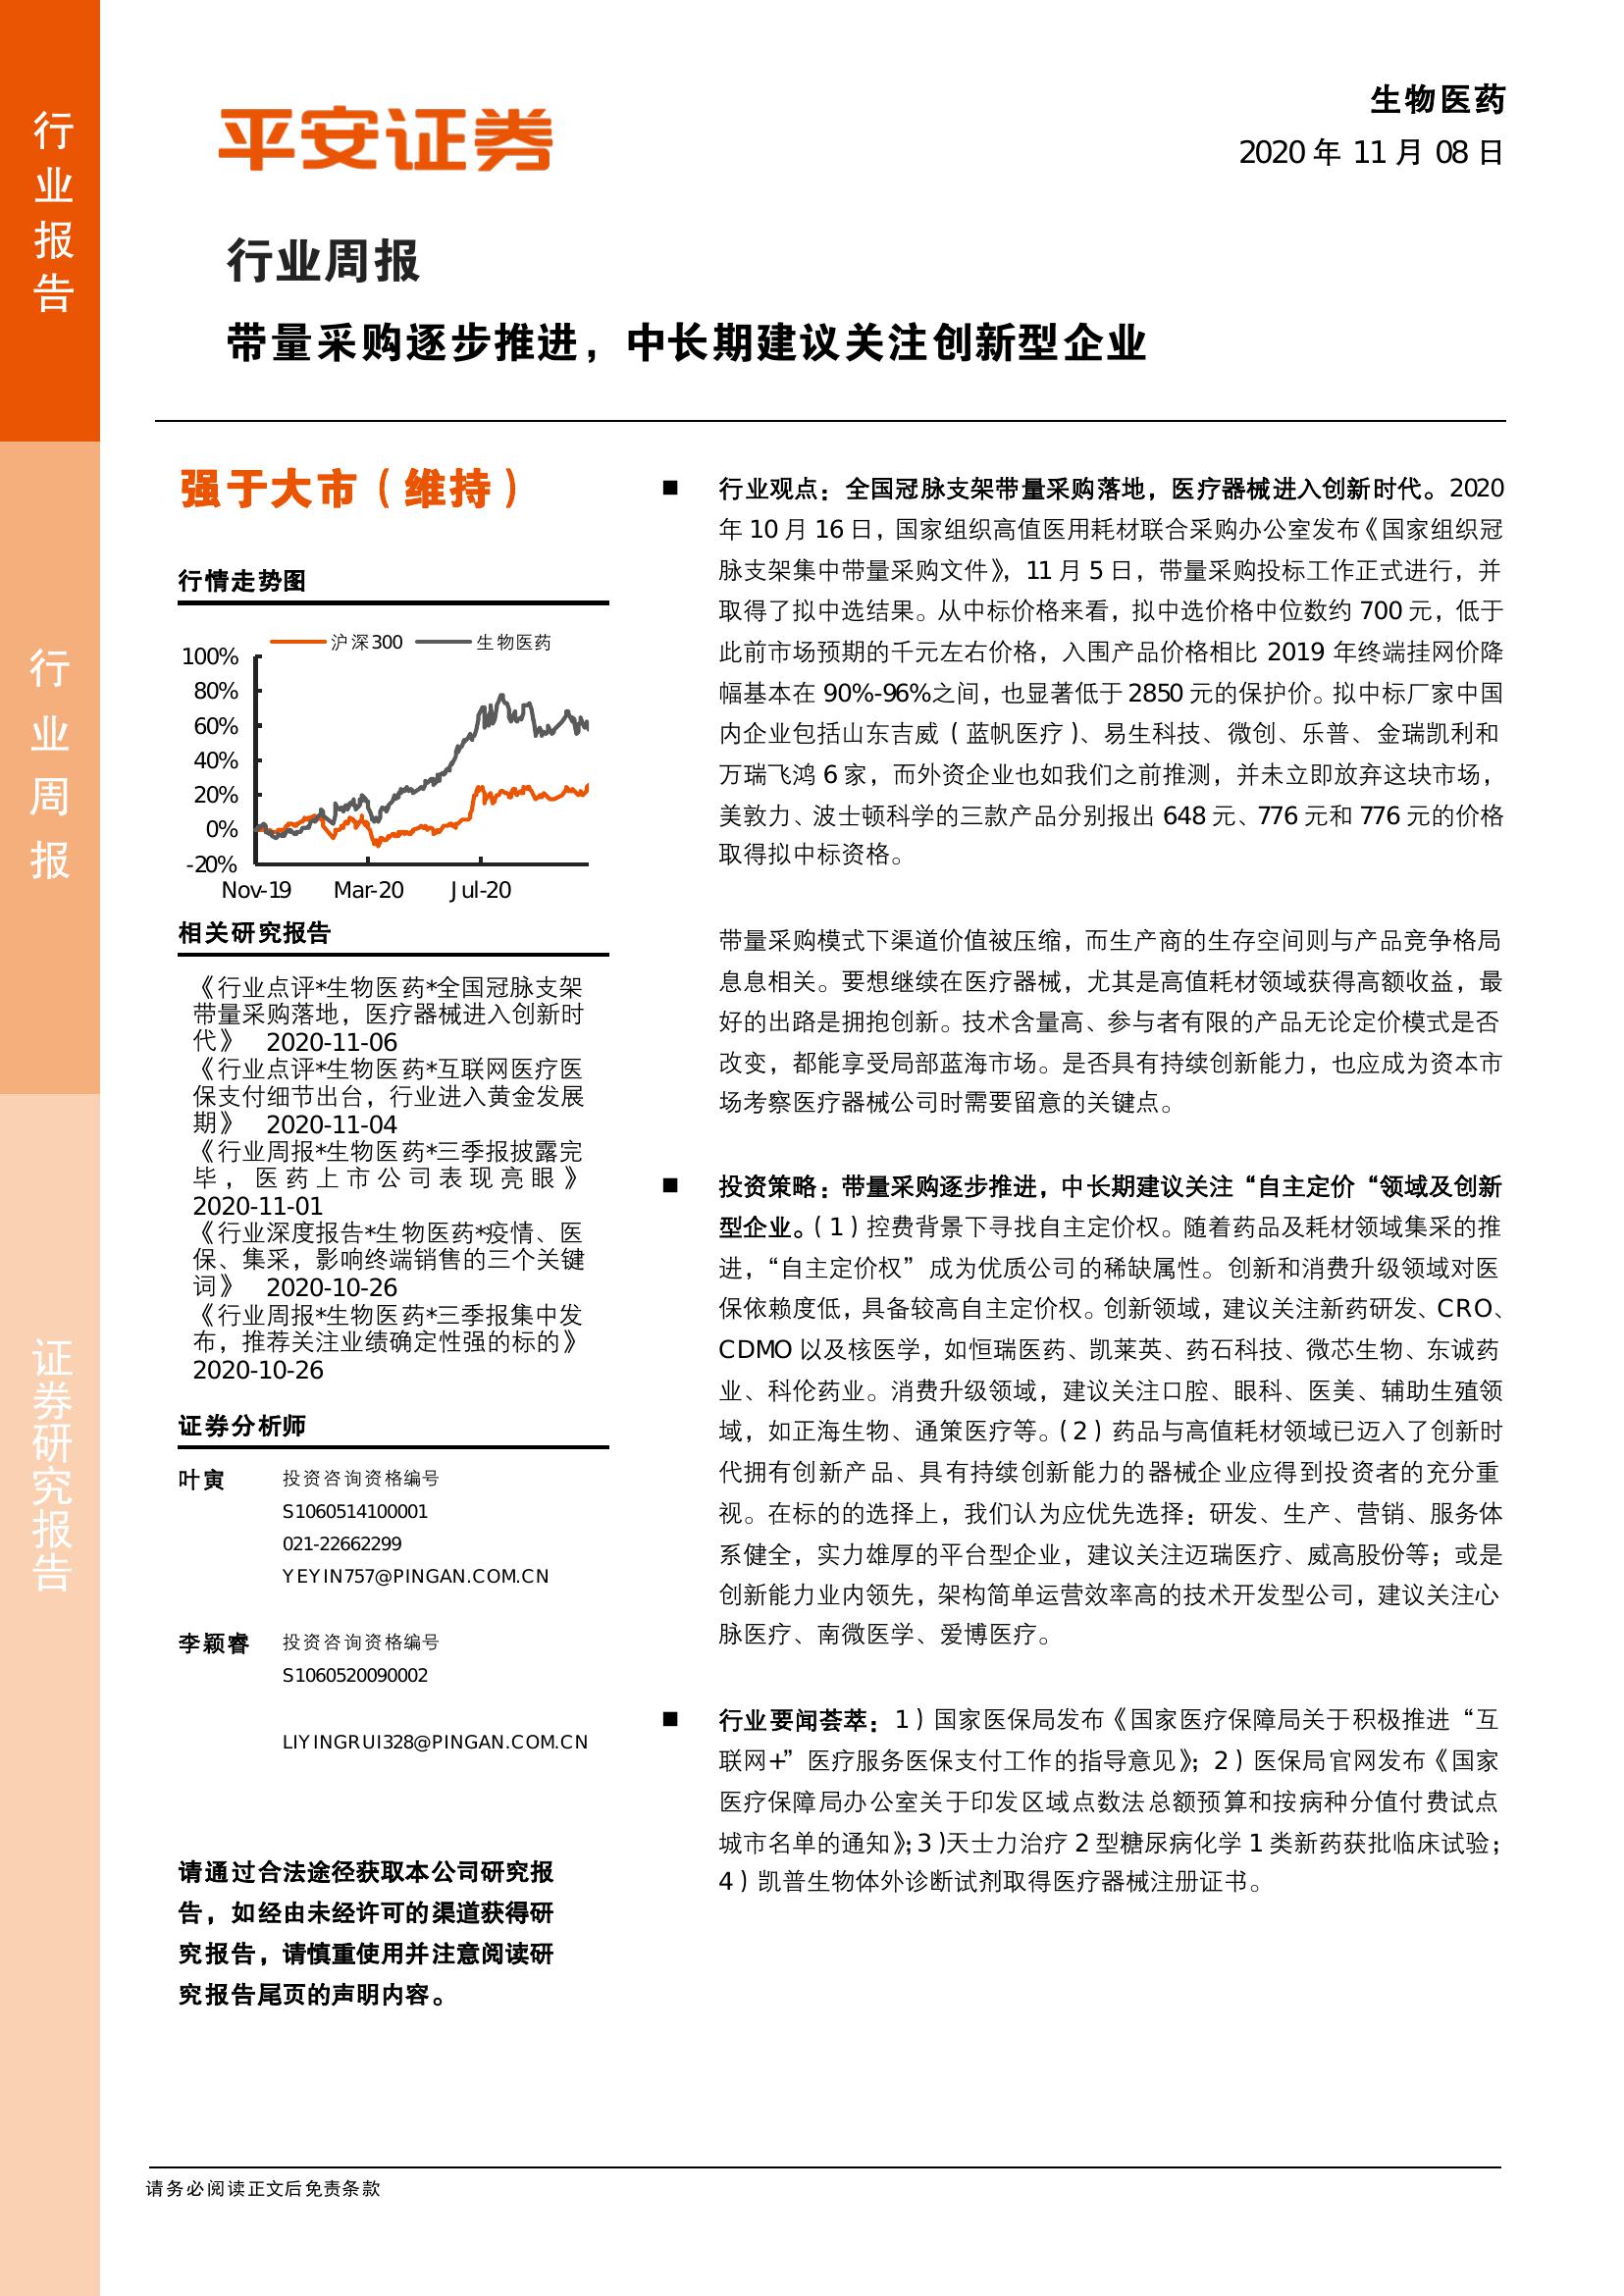 行业报告
行业周报
证券研究报告
平安证券
生物医药
2020 年 11 月 08 日
行业周报
带量采购逐步推进，中长期建议关注创新型企业
强于大市（维持）
行情走势图
沪深300 生物医药
100%
80%
60%
40%
20%
0%
-20%
Nov-19 Mar-20 Jul-20
相关研究报告
《行业点评*生物医药*全国冠脉支架
带量采购落地，医疗器械进入创新时
代》 2020-11-06
《行业点评*生物医药*互联网医疗医
保支付细节出台，行业进入黄金发展
期》 2020-11-04
《行业周报*生物医药*三季报披露完
毕，医药上市公司表现亮眼》
2020-11-01
《行业深度报告*生物医药*疫情、医
保、集采，影响终端销售的三个关键
词》 2020-10-26
《行业周报*生物医药*三季报集中发
布，推荐关注业绩确定性强的标的》
2020-10-26
证券分析师
叶寅 投资咨询资格编号
S1060514100001
021-22662299
YEYIN757@PINGAN.COM.CN
李颖睿 投资咨询资格编号
S1060520090002
LIYINGRUI328@PINGAN.COM.CN
请通过合法途径获取本公司研究报
告，如经由未经许可的渠道获得研
究报告，请慎重使用并注意阅读研
究报告尾页的声明内容。
■ 行业观点：全国冠脉支架带量采购落地，医疗器械进入创新时代。2020
年 10 月 16 日，国家组织高值医用耗材联合采购办公室发布《国家组织冠
脉支架集中带量采购文件》，11 月 5 日，带量采购投标工作正式进行，并
取得了拟中选结果。从中标价格来看，拟中选价格中位数约 700 元，低于
此前市场预期的千元左右价格，入围产品价格相比 2019 年终端挂网价降
幅基本在 90%-96%之间，也显著低于 2850 元的保护价。拟中标厂家中国
内企业包括山东吉威（蓝帆医疗）、易生科技、微创、乐普、金瑞凯利和
万瑞飞鸿 6 家，而外资企业也如我们之前推测，并未立即放弃这块市场，
美敦力、波士顿科学的三款产品分别报出 648 元、776 元和 776 元的价格
取得拟中标资格。
带量采购模式下渠道价值被压缩，而生产商的生存空间则与产品竞争格局
息息相关。要想继续在医疗器械，尤其是高值耗材领域获得高额收益，最
好的出路是拥抱创新。技术含量高、参与者有限的产品无论定价模式是否
改变，都能享受局部蓝海市场。是否具有持续创新能力，也应成为资本市
场考察医疗器械公司时需要留意的关键点。
■ 投资策略：带量采购逐步推进，中长期建议关注“自主定价“领域及创新
型企业。（1）控费背景下寻找自主定价权。随着药品及耗材领域集采的推
进，“自主定价权”成为优质公司的稀缺属性。创新和消费升级领域对医
保依赖度低，具备较高自主定价权。创新领域，建议关注新药研发、CRO、
CDMO 以及核医学，如恒瑞医药、凯莱英、药石科技、微芯生物、东诚药
业、科伦药业。消费升级领域，建议关注口腔、眼科、医美、辅助生殖领
域，如正海生物、通策医疗等。（2）药品与高值耗材领域已迈入了创新时
代拥有创新产品、具有持续创新能力的器械企业应得到投资者的充分重
视。在标的的选择上，我们认为应优先选择：研发、生产、营销、服务体
系健全，实力雄厚的平台型企业，建议关注迈瑞医疗、威高股份等；或是
创新能力业内领先，架构简单运营效率高的技术开发型公司，建议关注心
脉医疗、南微医学、爱博医疗。
■ 行业要闻荟萃：1）国家医保局发布《国家医疗保障局关于积极推进“互
联网+”医疗服务医保支付工作的指导意见》；2）医保局官网发布《国家
医疗保障局办公室关于印发区域点数法总额预算和按病种分值付费试点
城市名单的通知》；3）天士力治疗 2 型糖尿病化学 1 类新药获批临床试验；
4）凯普生物体外诊断试剂取得医疗器械注册证书。
请务必阅读正文后免责条款